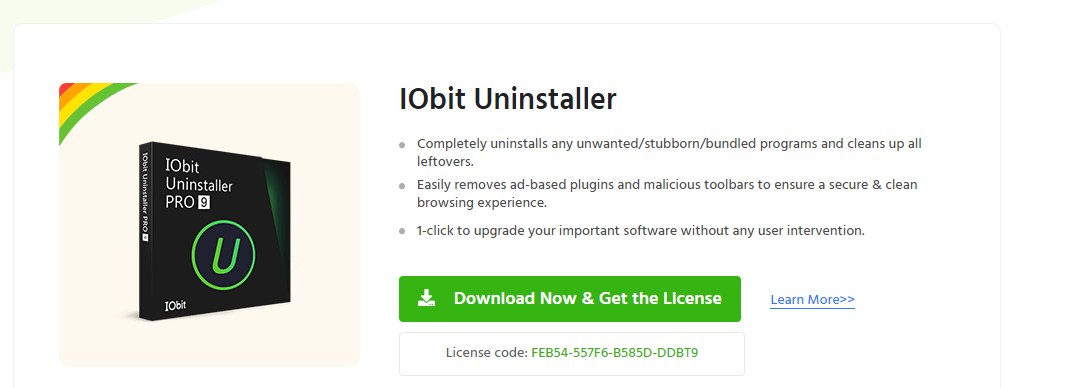 IObit Uninstaller
Completely uninstalls any unwanted/stubborn/bundled programs and cleans up all
leftovers.
Easily removes ad-based plugins and malicious toolbars to ensure a secure & clean
browsing experience.
1-click to upgrade your important software without any user intervention.
Download Now & Get the LIcense
Learn More>>
License code: FEB54-557F6-B585D-DDBT9
IObit
Uninstaller
PRO 9
IObit
IObit Uninstaller PRO